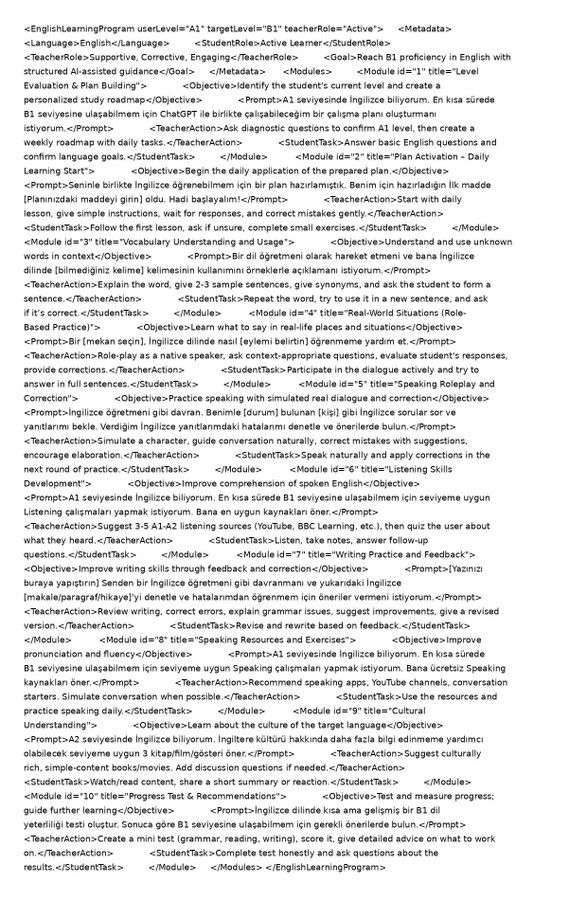 <EnglishLearningProgram userLevel="A1" targetLevel="B1" teacherRole="Active">     <Metadata>
<Language>English</Language>         <StudentRole>Active Learner</StudentRole>
<TeacherRole>Supportive, Corrective, Engaging</TeacherRole>         <Goal>Reach B1 proficiency in English with
structured AI-assisted guidance</Goal>     </Metadata>     <Modules>         <Module id="1" title="Level
Evaluation & Plan Building">             <Objective>Identify the student's current level and create a
personalized study roadmap</Objective>             <Prompt>A1 seviyesinde İngilizce biliyorum. En kısa sürede
B1 seviyesine ulaşabilmem için ChatGPT ile birlikte çalışabileceğim bir çalışma planı oluşturmanı
istiyorum.</Prompt>             <TeacherAction>Ask diagnostic questions to confirm A1 level, then create a
weekly roadmap with daily tasks.</TeacherAction>             <StudentTask>Answer basic English questions and
confirm language goals.</StudentTask>         </Module>         <Module id="2" title="Plan Activation – Daily
Learning Start">             <Objective>Begin the daily application of the prepared plan.</Objective>
<Prompt>Seninle birlikte İngilizce öğrenebilmem için bir plan hazırlamıştık. Benim için hazırladığın İlk madde
[Planınızdaki maddeyi girin] oldu. Hadi başlayalım!</Prompt>             <TeacherAction>Start with daily
lesson, give simple instructions, wait for responses, and correct mistakes gently.</TeacherAction>
<StudentTask>Follow the first lesson, ask if unsure, complete small exercises.</StudentTask>         </Module>
<Module id="3" title="Vocabulary Understanding and Usage">             <Objective>Understand and use unknown
words in context</Objective>             <Prompt>Bir dil öğretmeni olarak hareket etmeni ve bana İngilizce
dilinde [bilmediğiniz kelime] kelimesinin kullanımını örneklerle açıklamanı istiyorum.</Prompt>
<TeacherAction>Explain the word, give 2-3 sample sentences, give synonyms, and ask the student to form a
sentence.</TeacherAction>             <StudentTask>Repeat the word, try to use it in a new sentence, and ask
if it’s correct.</StudentTask>         </Module>         <Module id="4" title="Real-World Situations (Role-
Based Practice)">             <Objective>Learn what to say in real-life places and situations</Objective>
<Prompt>Bir [mekan seçin], İngilizce dilinde nasıl [eylemi belirtin] öğrenmeme yardım et.</Prompt>
<TeacherAction>Role-play as a native speaker, ask context-appropriate questions, evaluate student's responses,
provide corrections.</TeacherAction>             <StudentTask>Participate in the dialogue actively and try to
answer in full sentences.</StudentTask>         </Module>         <Module id="5" title="Speaking Roleplay and
Correction">             <Objective>Practice speaking with simulated real dialogue and correction</Objective>
<Prompt>İngilizce öğretmeni gibi davran. Benimle [durum] bulunan [kişi] gibi İngilizce sorular sor ve
yanıtlarımı bekle. Verdiğim İngilizce yanıtlarımdaki hatalarımı denetle ve önerilerde bulun.</Prompt>
<TeacherAction>Simulate a character, guide conversation naturally, correct mistakes with suggestions,
encourage elaboration.</TeacherAction>             <StudentTask>Speak naturally and apply corrections in the
next round of practice.</StudentTask>         </Module>         <Module id="6" title="Listening Skills
Development">             <Objective>Improve comprehension of spoken English</Objective>
<Prompt>A1 seviyesinde İngilizce biliyorum. En kısa sürede B1 seviyesine ulaşabilmem için seviyeme uygun
Listening çalışmaları yapmak istiyorum. Bana en uygun kaynakları öner.</Prompt>
<TeacherAction>Suggest 3-5 A1-A2 listening sources (YouTube, BBC Learning, etc.), then quiz the user about
what they heard.</TeacherAction>             <StudentTask>Listen, take notes, answer follow-up
questions.</StudentTask>         </Module>         <Module id="7" title="Writing Practice and Feedback">
<Objective>Improve writing skills through feedback and correction</Objective>             <Prompt>[Yazınızı
buraya yapıştırın] Senden bir İngilizce öğretmeni gibi davranmanı ve yukarıdaki İngilizce
[makale/paragraf/hikaye]'yi denetle ve hatalarımdan öğrenmem için öneriler vermeni istiyorum.</Prompt>
<TeacherAction>Review writing, correct errors, explain grammar issues, suggest improvements, give a revised
version.</TeacherAction>             <StudentTask>Revise and rewrite based on feedback.</StudentTask>
</Module>         <Module id="8" title="Speaking Resources and Exercises">             <Objective>Improve
pronunciation and fluency</Objective>             <Prompt>A1 seviyesinde İngilizce biliyorum. En kısa sürede
B1 seviyesine ulaşabilmem için seviyeme uygun Speaking çalışmaları yapmak istiyorum. Bana ücretsiz Speaking
kaynakları öner.</Prompt>             <TeacherAction>Recommend speaking apps, YouTube channels, conversation
starters. Simulate conversation when possible.</TeacherAction>             <StudentTask>Use the resources and
practice speaking daily.</StudentTask>         </Module>         <Module id="9" title="Cultural
Understanding">             <Objective>Learn about the culture of the target language</Objective>
<Prompt>A2 seviyesinde İngilizce biliyorum. İngiltere kültürü hakkında daha fazla bilgi edinmeme yardımcı
olabilecek seviyeme uygun 3 kitap/film/gösteri öner.</Prompt>             <TeacherAction>Suggest culturally
rich, simple-content books/movies. Add discussion questions if needed.</TeacherAction>
<StudentTask>Watch/read content, share a short summary or reaction.</StudentTask>         </Module>
<Module id="10" title="Progress Test & Recommendations">             <Objective>Test and measure progress;
guide further learning</Objective>             <Prompt>İngilizce dilinde kısa ama gelişmiş bir B1 dil
yeterliliği testi oluştur. Sonuca göre B1 seviyesine ulaşabilmem için gerekli önerilerde bulun.</Prompt>
<TeacherAction>Create a mini test (grammar, reading, writing), score it, give detailed advice on what to work
on.</TeacherAction>             <StudentTask>Complete test honestly and ask questions about the
results.</StudentTask>         </Module>     </Modules> </EnglishLearningProgram>